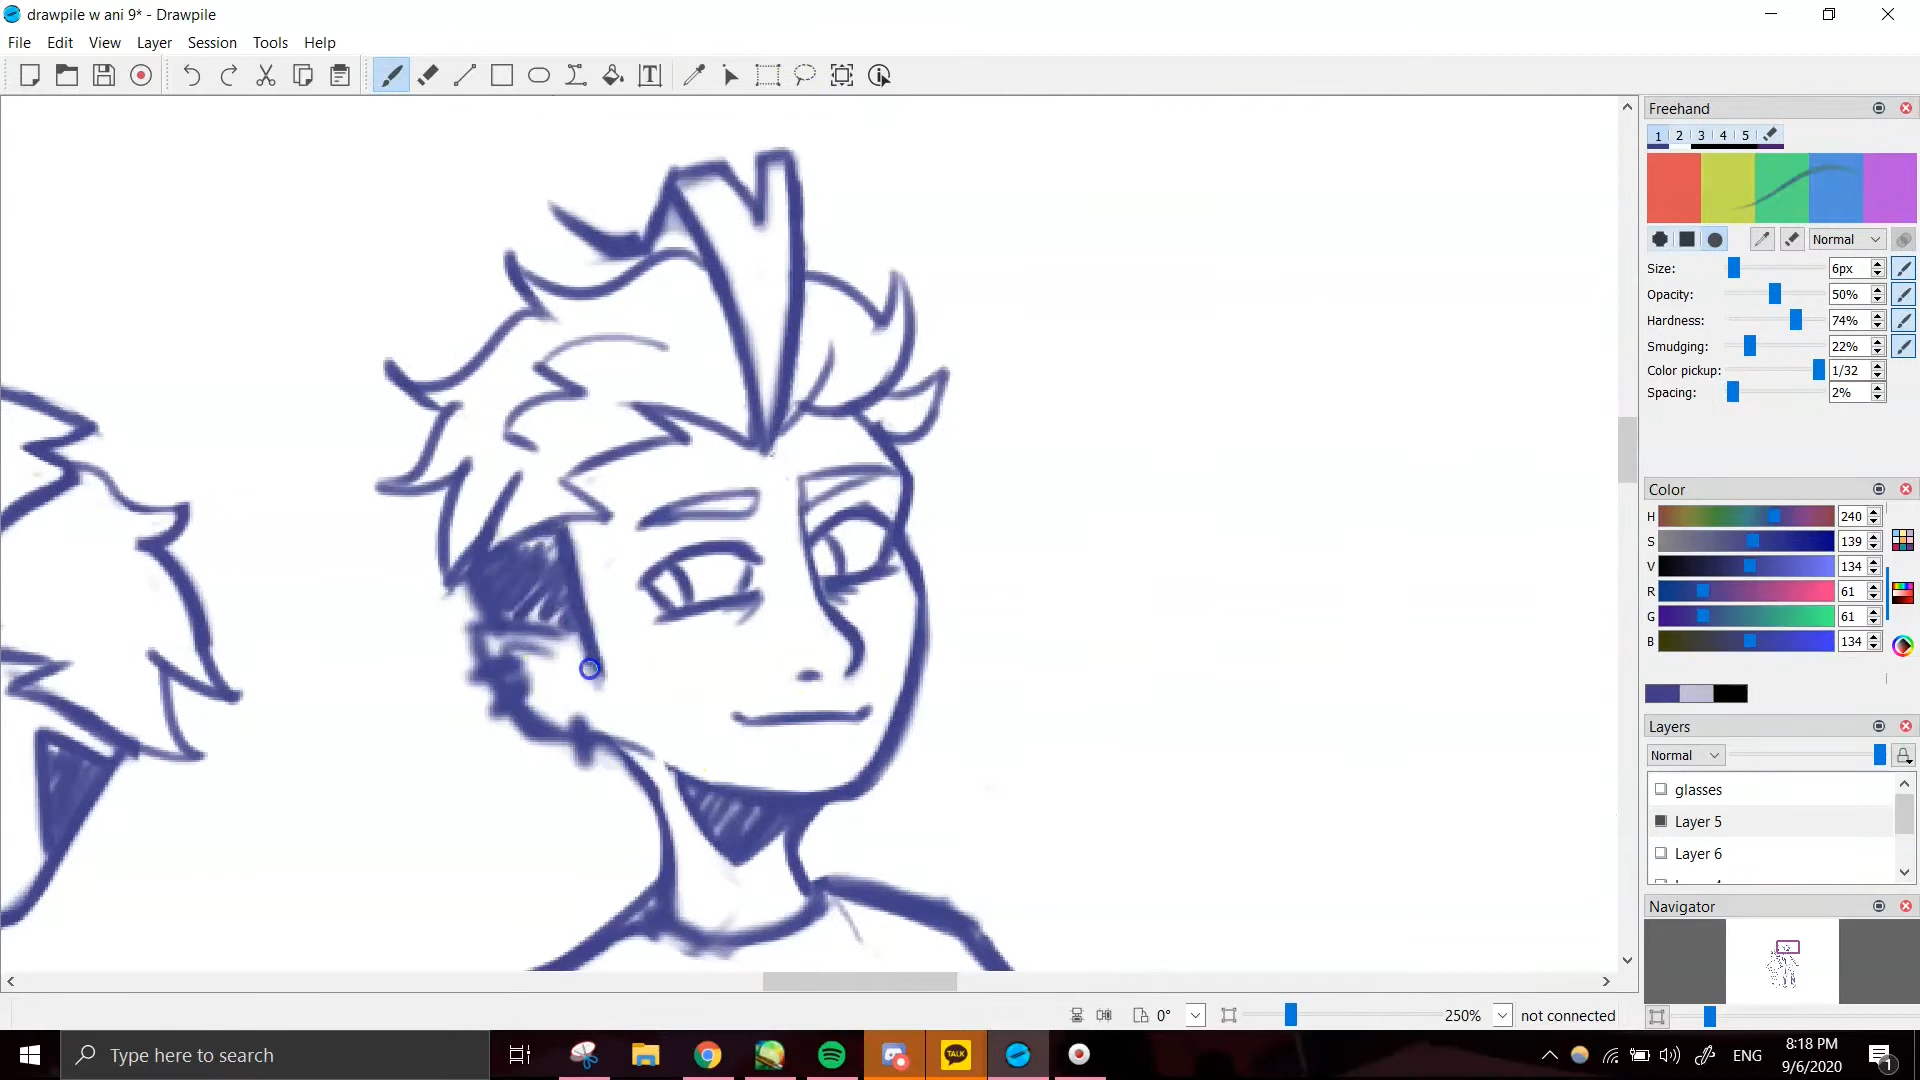 drawpile w ani 9* - Drawpile
File Edit View Layer Session Tools Help
Freehand
1 2 3 4 5
Normal
Size: 6px
Opacity: 50%
Hardness: 74%
Smudging: 22%
Color pickup: 1/32
Spacing: 2%
Color
H 240
S 139
V 134
R 61
G 61
B 134
Layers
Normal
glasses
Layer 5
Layer 6
Navigator
0° 250% not connected
Type here to search
TALK
ENG
8:18 PM
9/6/2020
1